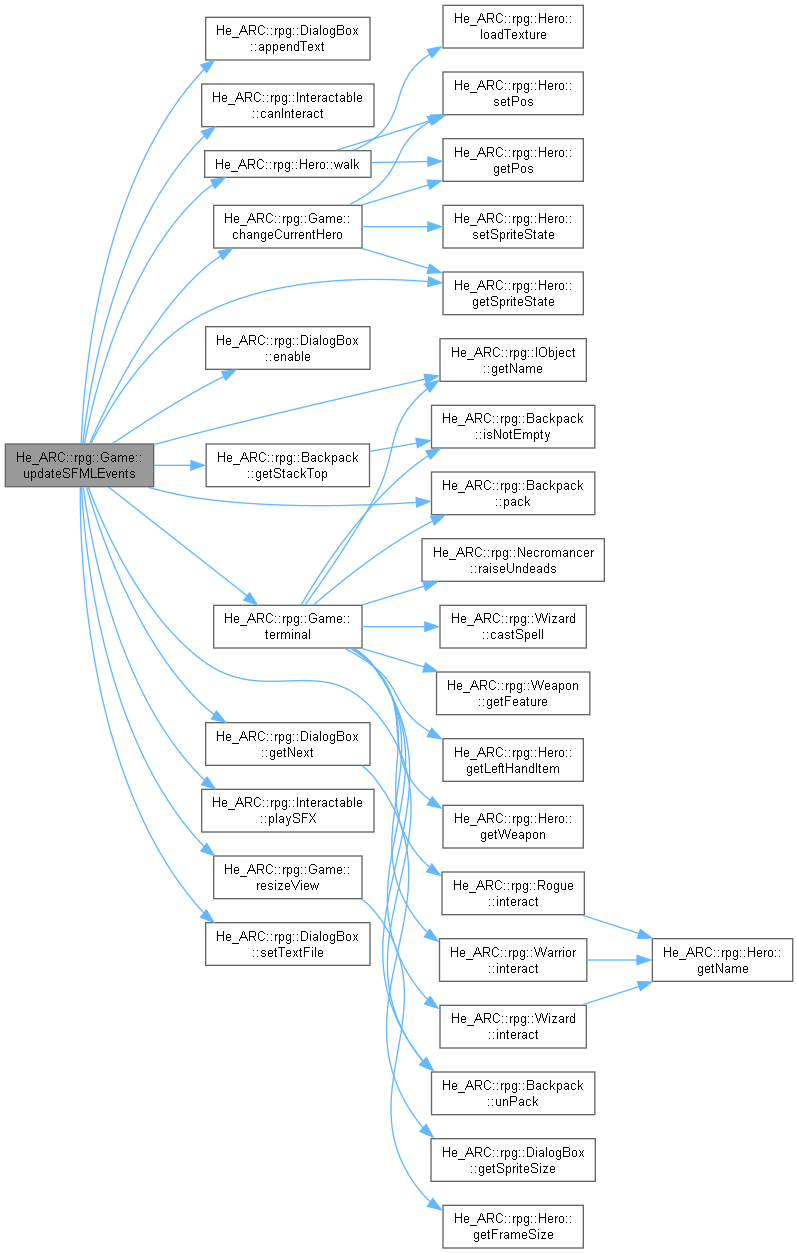 He_ARC::rpg::Game::
updateSFMLEvents
He_ARC::rpg::DialogBox
::appendText
He_ARC::rpg::Interactable
::canInteract
He_ARC::rpg::Hero::walk
He_ARC::rpg::Game::
changeCurrentHero
He_ARC::rpg::DialogBox
::enable
He_ARC::rpg::Backpack
::getStackTop
He_ARC::rpg::Game::
terminal
He_ARC::rpg::DialogBox
::getNext
He_ARC::rpg::Interactable
::playSFX
He_ARC::rpg::Game::
resizeView
He_ARC::rpg::DialogBox
::setTextFile
He_ARC::rpg::Hero::
loadTexture
He_ARC::rpg::Hero::
setPos
He_ARC::rpg::Hero::
getPos
He_ARC::rpg::Hero::
setSpriteState
He_ARC::rpg::Hero::
getSpriteState
He_ARC::rpg::IObject
::getName
He_ARC::rpg::Backpack
::isNotEmpty
He_ARC::rpg::Backpack
::pack
He_ARC::rpg::Necromancer
::raiseUndeads
He_ARC::rpg::Wizard
::castSpell
He_ARC::rpg::Weapon
::getFeature
He_ARC::rpg::Hero::
getLeftHandItem
He_ARC::rpg::Hero::
getWeapon
He_ARC::rpg::Rogue
::interact
He_ARC::rpg::Warrior
::interact
He_ARC::rpg::Wizard
::interact
He_ARC::rpg::Backpack
::unPack
He_ARC::rpg::DialogBox
::getSpriteSize
He_ARC::rpg::Hero::
getFrameSize
He_ARC::rpg::Hero::
getName